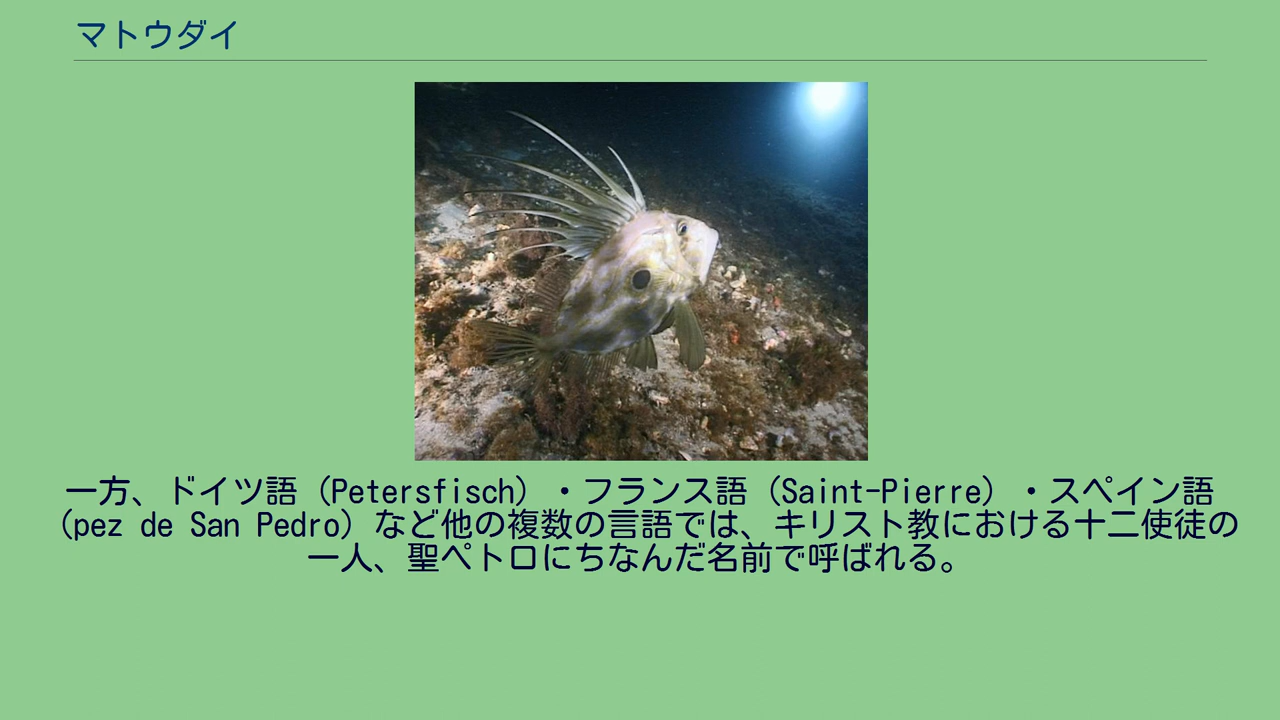 マトウダイ
一方、ドイツ語（Petersfisch）・フランス語（Saint-Pierre）・スペイン語
（pez de San Pedro）など他の複数の言語では、キリスト教における十二使徒の
一人、聖ペトロにちなんだ名前で呼ばれる。